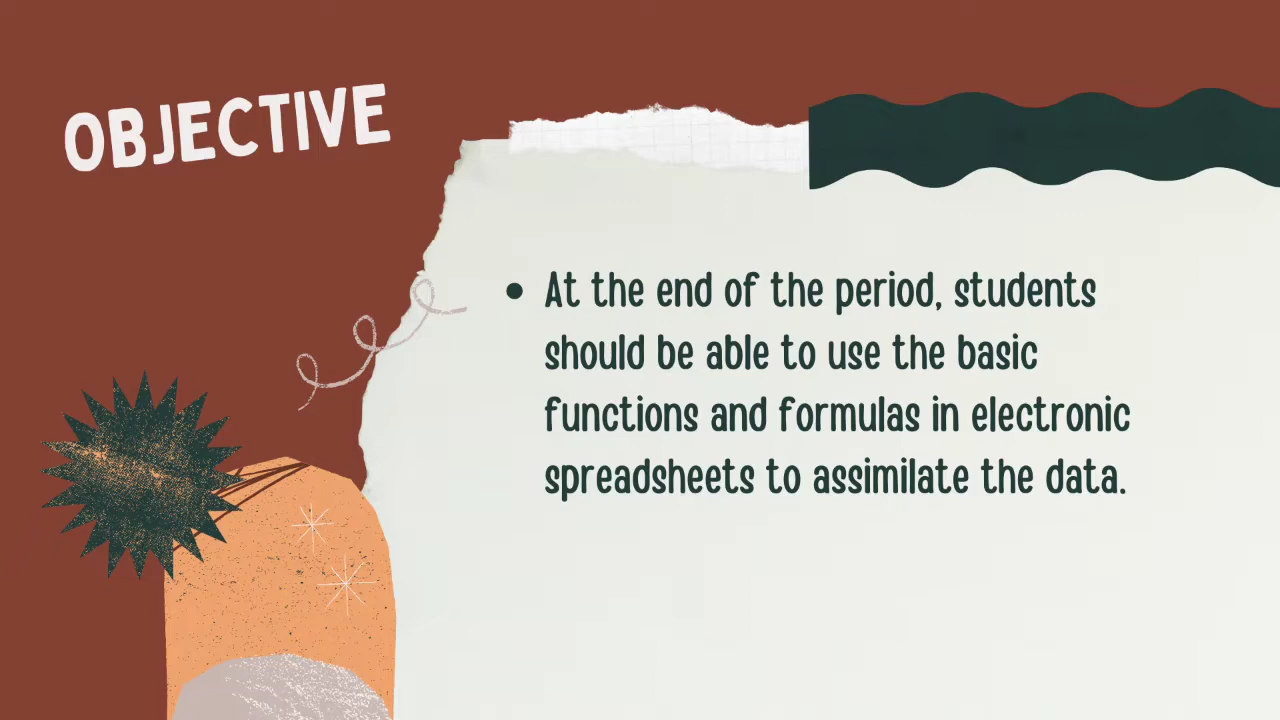 OBJECTIVE
• At the end of the period, students
should be able to use the basic
functions and formulas in electronic
spreadsheets to assimilate the data.